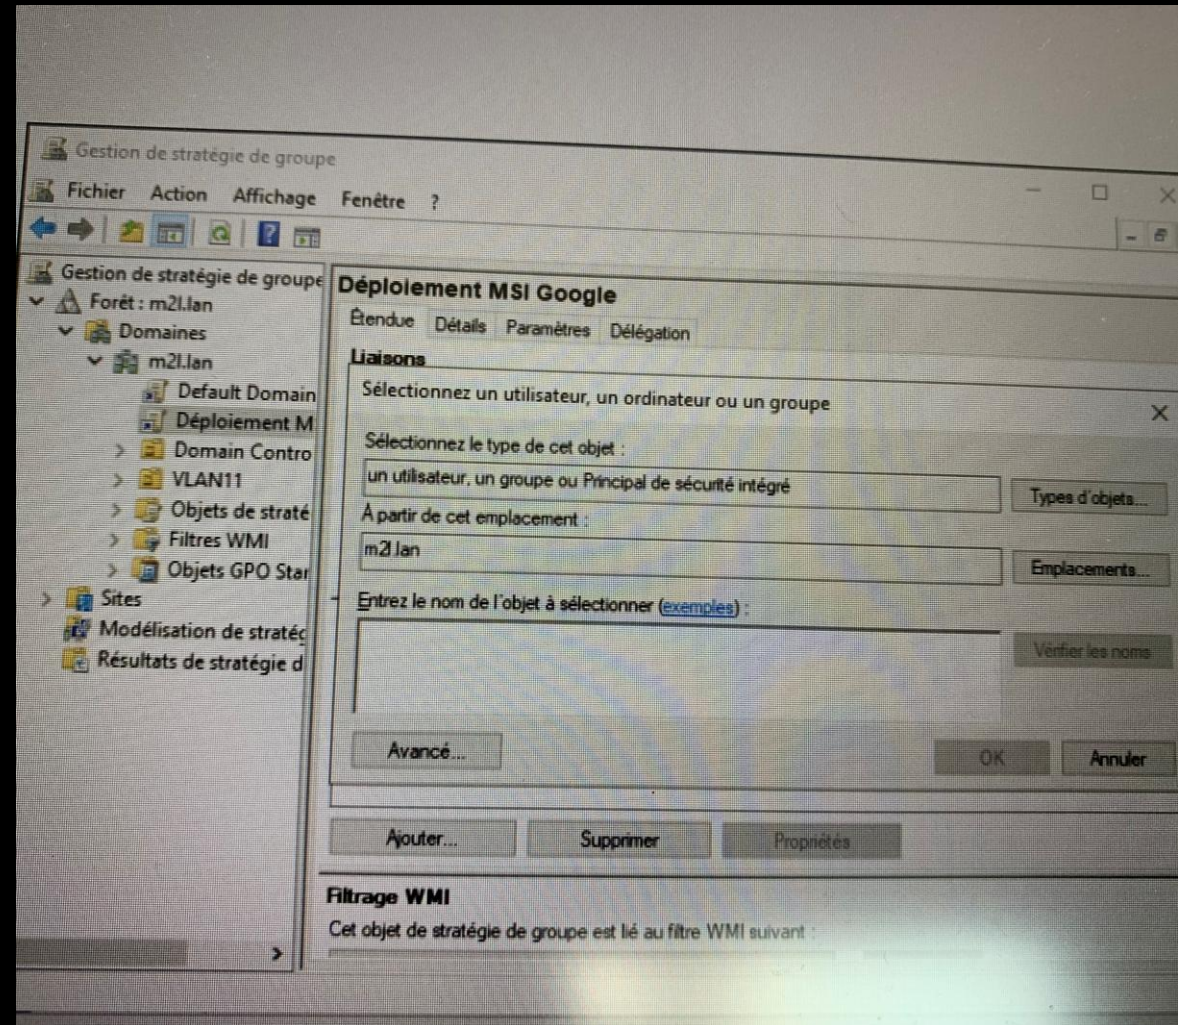 Gestion de stratégie de groupe
Fichier Action Affichage Fenêtre ?
Gestion de stratégie de groupe
Forêt : m2l.lan
Domaines
m2l.lan
Default Domain
Déploiement M
Domain Contro
VLAN11
Objets de straté
Filtres WMI
Objets GPO Star
Sites
Modélisation de stratég
Résultats de stratégie d
Déploiement MSI Google
Étendue Détails Paramètres Délégation
Liaisons
Sélectionnez un utilisateur, un ordinateur ou un groupe
Sélectionnez le type de cet objet :
un utilisateur, un groupe ou Principal de sécurité intégré
Types d'objets...
À partir de cet emplacement :
m2l.lan
Emplacements...
Entrez le nom de l'objet à sélectionner (exemples) :
Vérifier les noms
Avancé...
OK
Annuler
Ajouter...
Supprimer
Propriétés
Filtrage WMI
Cet objet de stratégie de groupe est lié au filtre WMI suivant :